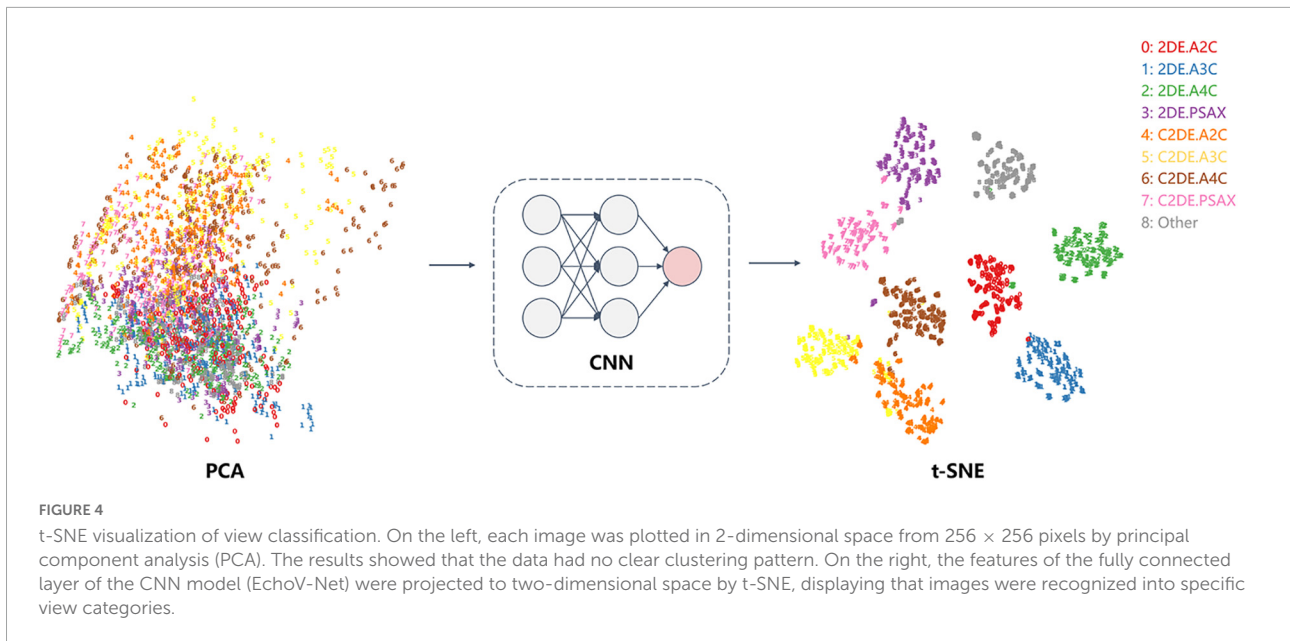 0: 2DE.A2C
1: 2DE.A3C
2: 2DE.A4C
3: 2DE.PSAX
4: C2DE.A2C
5: C2DE.A3C
6: C2DE.A4C
7: C2DE.PSAX
8: Other
CNN
PCA
t-SNE
FIGURE 4
t-SNE visualization of view classification. On the left, each image was plotted in 2-dimensional space from 256 × 256 pixels by principal
component analysis (PCA). The results showed that the data had no clear clustering pattern. On the right, the features of the fully connected
layer of the CNN model (EchoV-Net) were projected to two-dimensional space by t-SNE, displaying that images were recognized into specific
view categories.